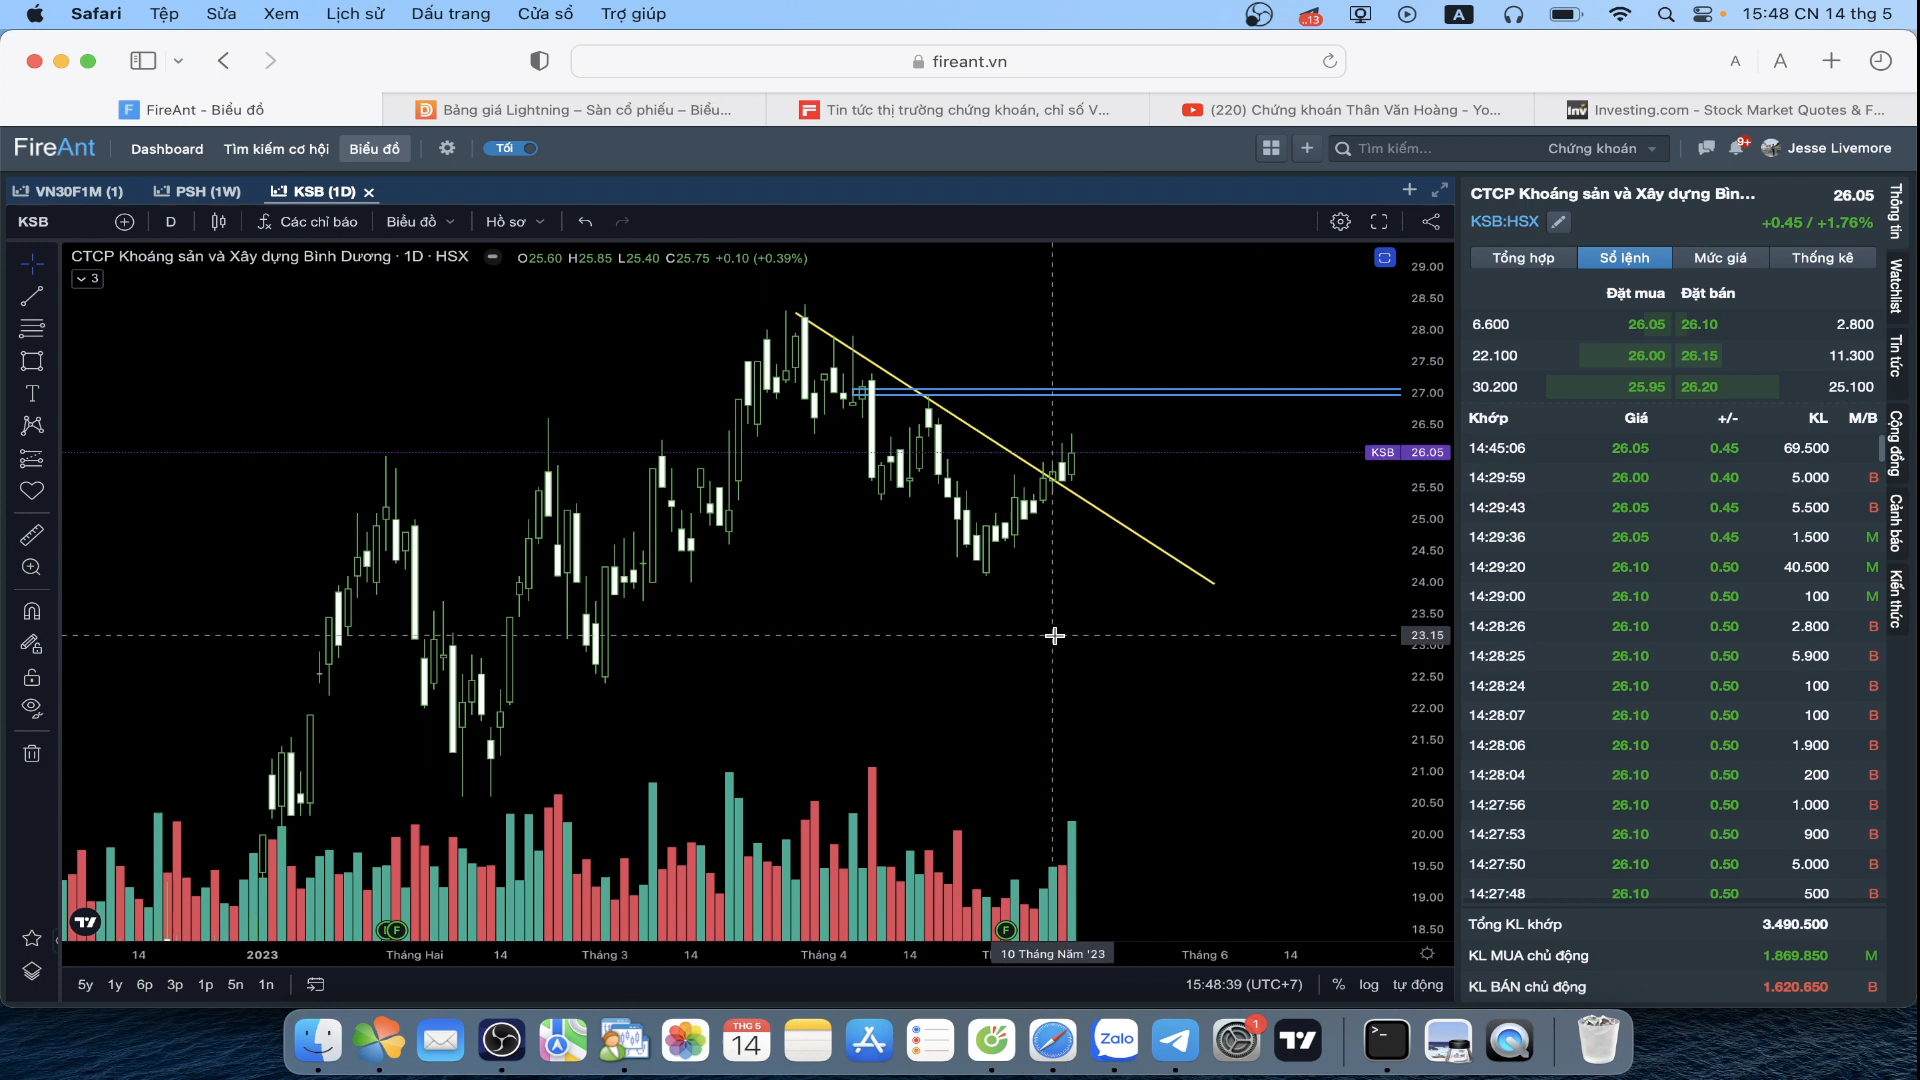 Safari Tệp Sửa Xem Lịch sử Dấu trang Cửa sổ Trợ giúp ..13 A 15:48 CN 14 thg 5
fireant.vn A A
F FireAnt - Biểu đồ
Bảng giá Lightning – Sàn cổ phiếu – Biểu...
Tin tức thị trường chứng khoán, chỉ số V...
(220) Chứng khoán Thân Văn Hoàng - Yo...
Inv Investing.com - Stock Market Quotes & F...
FireAnt Dashboard Tìm kiếm cơ hội Biểu đồ Tối Tìm kiếm... Chứng khoán 9+ Jesse Livemore
VN30F1M (1) PSH (1W) KSB (1D)
KSB D Các chỉ báo Biểu đồ Hồ sơ
CTCP Khoáng sản và Xây dựng Bình Dương · 1D · HSX O25.60 H25.85 L25.40 C25.75 +0.10 (+0.39%)
3
29.00
28.50
28.00
27.50
27.00
26.50
KSB 26.05
25.50
25.00
24.50
24.00
23.50
23.15
23.00
22.50
22.00
21.50
21.00
20.50
20.00
19.50
19.00
18.50
F F
14 2023 Tháng Hai 14 Tháng 3 14 Tháng 4 14 10 Tháng Năm '23 Tháng 6 14
5y 1y 6p 3p 1p 5n 1n 15:48:39 (UTC+7) % log tự động
CTCP Khoáng sản và Xây dựng Bìn... 26.05
KSB:HSX +0.45 / +1.76%
Tổng hợp Sổ lệnh Mức giá Thống kê
Đặt mua Đặt bán
6.600 26.05 26.10 2.800
22.100 26.00 26.15 11.300
30.200 25.95 26.20 25.100
Khớp Giá +/- KL M/B
14:45:06 26.05 0.45 69.500
14:29:59 26.00 0.40 5.000 B
14:29:43 26.05 0.45 5.500 B
14:29:36 26.05 0.45 1.500 M
14:29:20 26.10 0.50 40.500 M
14:29:00 26.10 0.50 100 M
14:28:26 26.10 0.50 2.800 B
14:28:25 26.10 0.50 5.900 B
14:28:24 26.10 0.50 100 B
14:28:07 26.10 0.50 100 B
14:28:06 26.10 0.50 1.900 B
14:28:04 26.10 0.50 200 B
14:27:56 26.10 0.50 1.000 B
14:27:53 26.10 0.50 900 B
14:27:50 26.10 0.50 5.000 B
14:27:48 26.10 0.50 500 B
Tổng KL khớp 3.490.500
KL MUA chủ động 1.869.850 M
KL BÁN chủ động 1.620.650 B
Thông tin
Watchlist
Tin tức
Cộng đồng
Cảnh báo
Kiến thức
THG 5
14
Zalo
1